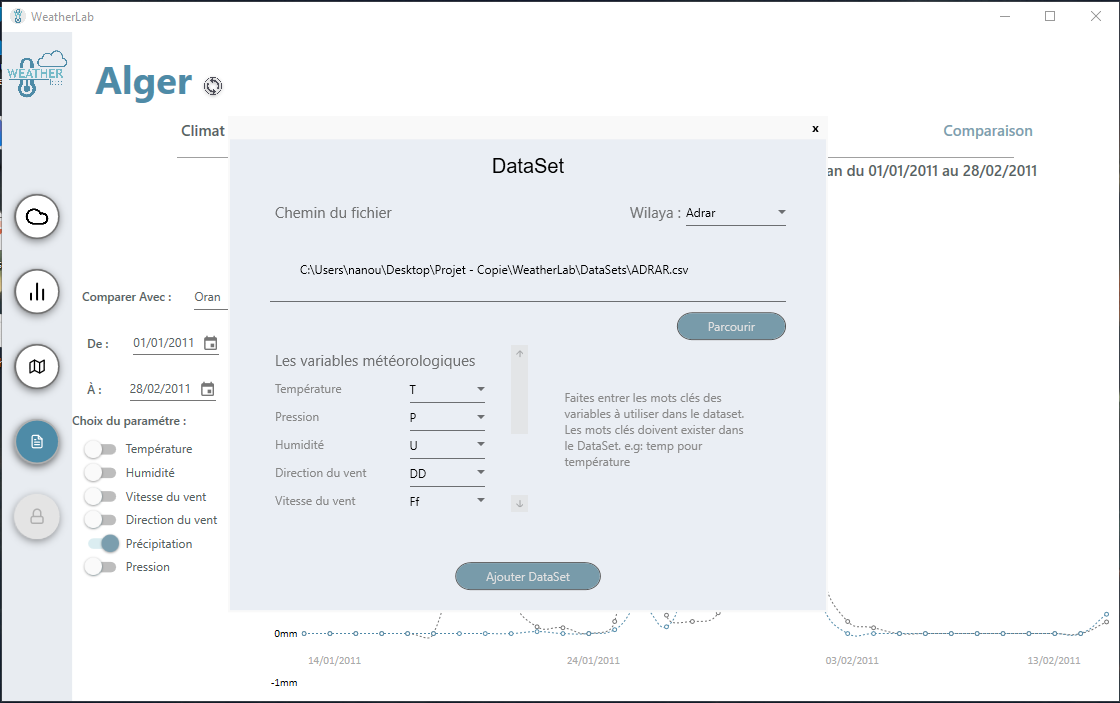 WeatherLab
WEATHER
Alger
Climat
Comparaison
an du 01/01/2011 au 28/02/2011
x
DataSet
Chemin du fichier
Wilaya : Adrar
C:\Users\nanou\Desktop\Projet - Copie\WeatherLab\DataSets\ADRAR.csv
Parcourir
Comparer Avec : Oran
De : 01/01/2011
À : 28/02/2011
Choix du paramétre :
Température
Humidité
Vitesse du vent
Direction du vent
Précipitation
Pression
Les variables météorologiques
Température T
Pression P
Humidité U
Direction du vent DD
Vitesse du vent Ff
Faites entrer les mots clés des
variables à utiliser dans le dataset.
Les mots clés doivent exister dans
le DataSet. e.g: temp pour
température
Ajouter DataSet
0mm
14/01/2011 24/01/2011 03/02/2011 13/02/2011
-1mm